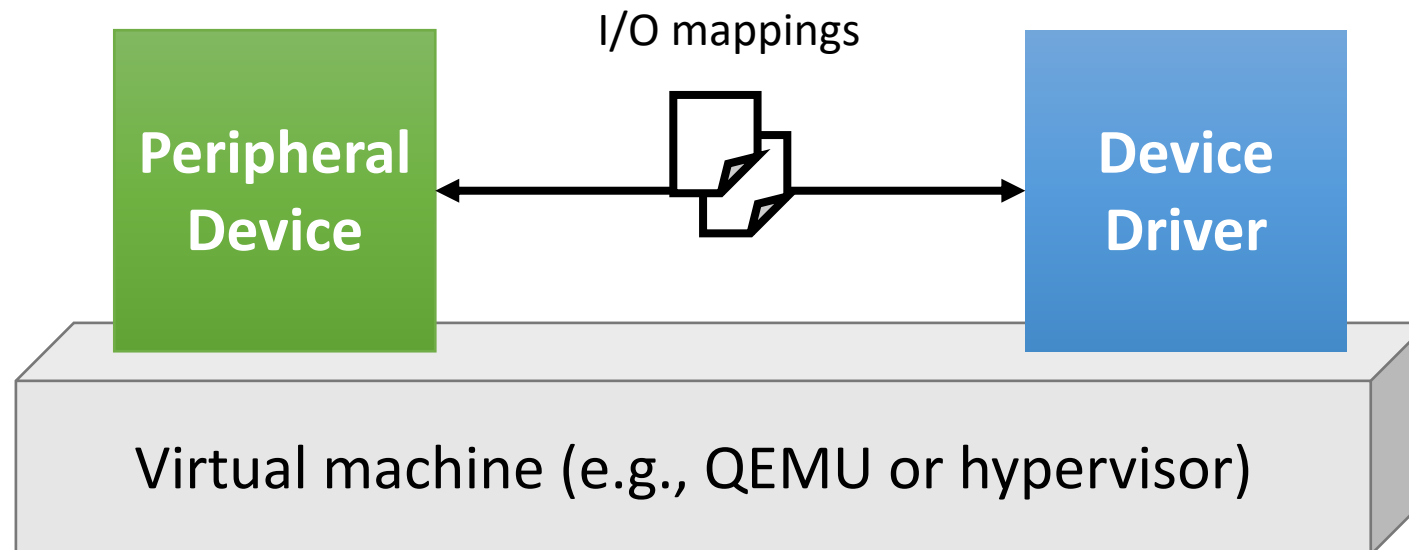 I/O mappings
Peripheral
Device
Device
Driver
Virtual machine (e.g., QEMU or hypervisor)